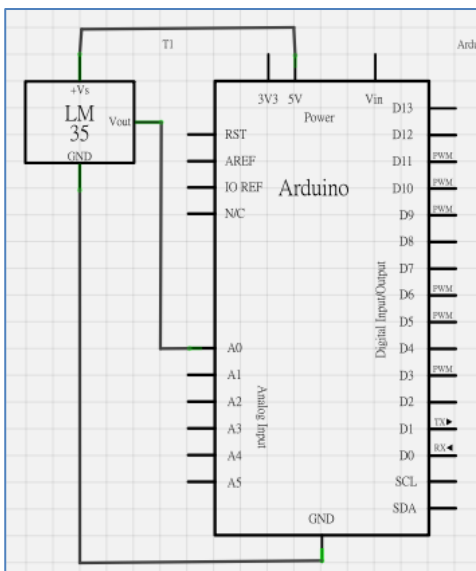 T1
Ardu
+Vs
LM
35
Vout
GND
3V3
5V
Vin
Power
Arduino
RST
AREF
IO REF
N/C
A0
A1
A2
A3
A4
A5
Analog Input
D13
D12
D11
PWM
D10
PWM
D9
PWM
D8
D7
D6
PWM
D5
PWM
D4
D3
PWM
D2
D1
TX▶
D0
RX◀
SCL
SDA
Digital Input/Output
GND